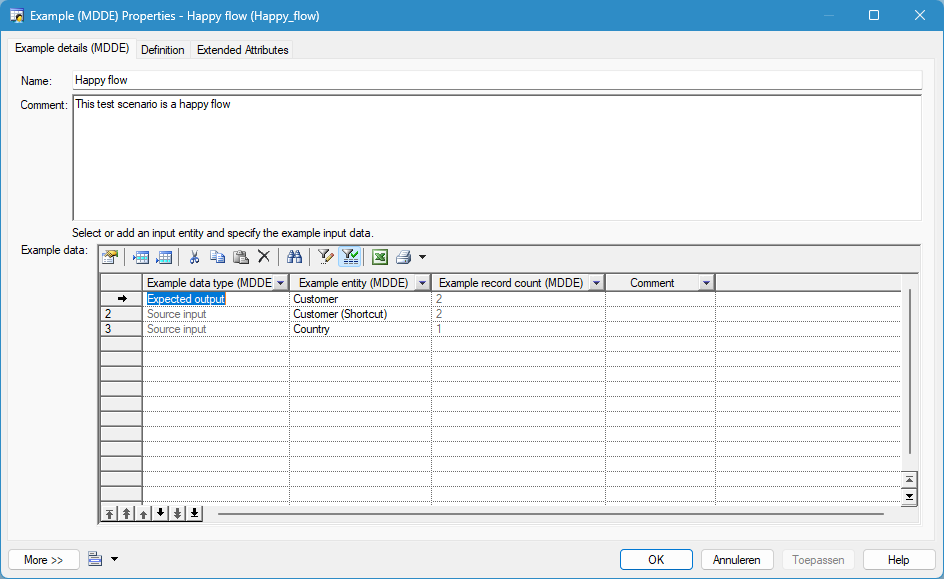 Example (MDDE) Properties - Happy flow (Happy_flow)
Example details (MDDE) Definition Extended Attributes
Name: Happy flow
Comment: This test scenario is a happy flow
Select or add an input entity and specify the example input data.
Example data:
Example data type (MDDE Example entity (MDDE) Example record count (MDDE) Comment
Expected output Customer 2
2 Source input Customer (Shortcut) 2
3 Source input Country 1
More >> OK Annuleren Toepassen Help